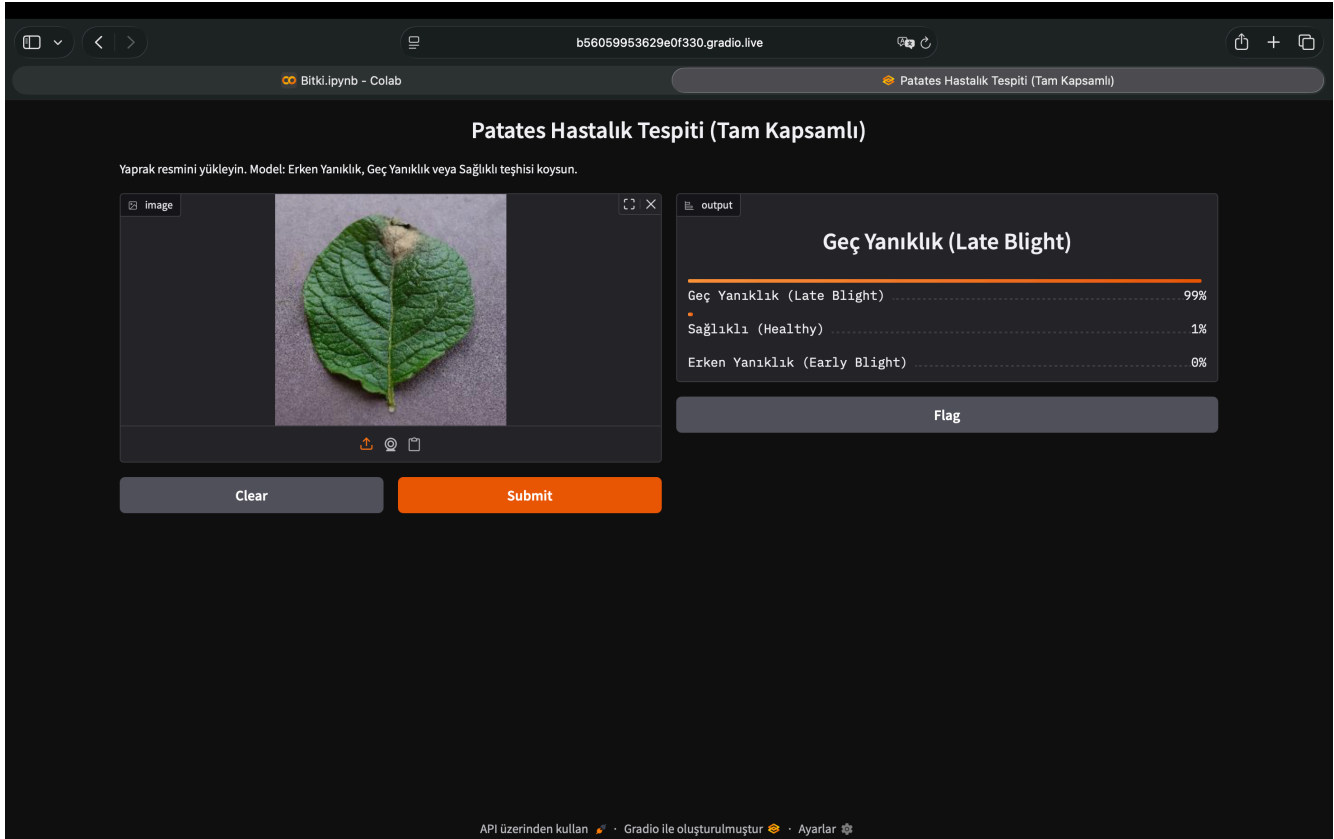 b56059953629e0f330.gradio.live
Bitki.ipynb - Colab
Patates Hastalık Tespiti (Tam Kapsamlı)
Patates Hastalık Tespiti (Tam Kapsamlı)
Yaprak resmini yükleyin. Model: Erken Yanıklık, Geç Yanıklık veya Sağlıklı teşhisi koysun.
image
output
Geç Yanıklık (Late Blight)
Geç Yanıklık (Late Blight) 99%
Sağlıklı (Healthy) 1%
Erken Yanıklık (Early Blight) 0%
Flag
Clear
Submit
API üzerinden kullan · Gradio ile oluşturulmuştur · Ayarlar